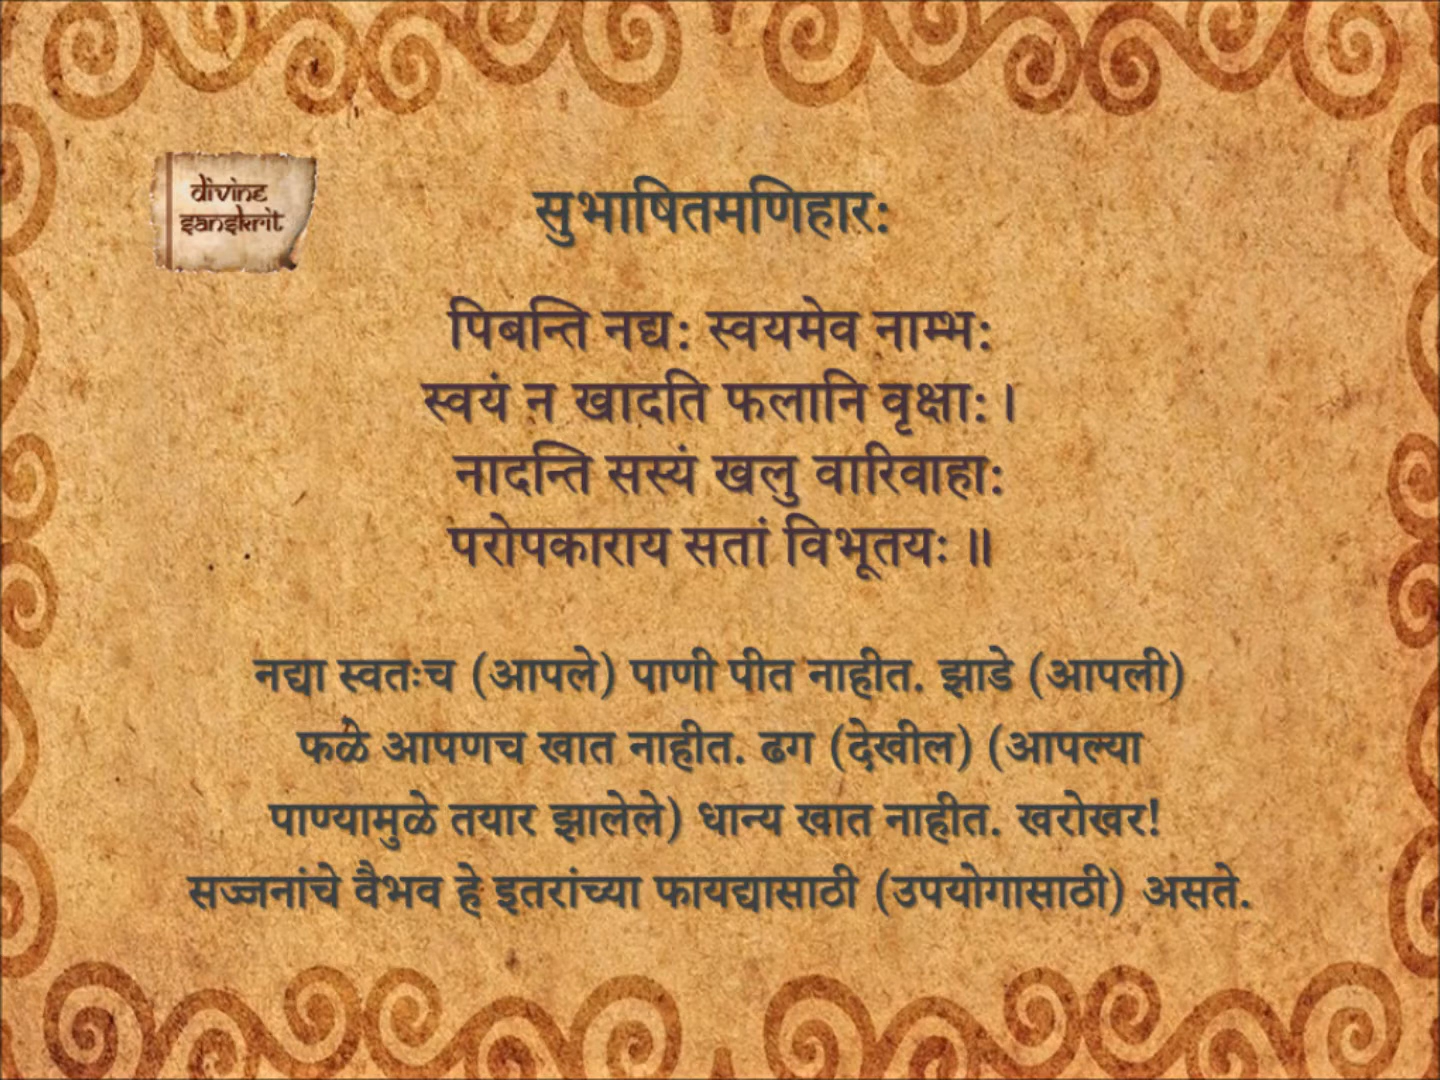 divine
sanskrit
सुभाषितमणिहारः
पिबन्ति नद्यः स्वयमेव नाम्भः
स्वयं न खादति फलानि वृक्षाः ।
नादन्ति सस्यं खलु वारिवाहाः
परोपकाराय सतां विभूतयः ॥
नद्या स्वतःच (आपले) पाणी पीत नाहीत. झाडे (आपली)
फळे आपणच खात नाहीत. ढग (देखील) (आपल्या
पाण्यामुळे तयार झालेले) धान्य खात नाहीत. खरोखर!
सज्जनांचे वैभव हे इतरांच्या फायद्यासाठी (उपयोगासाठी) असते.